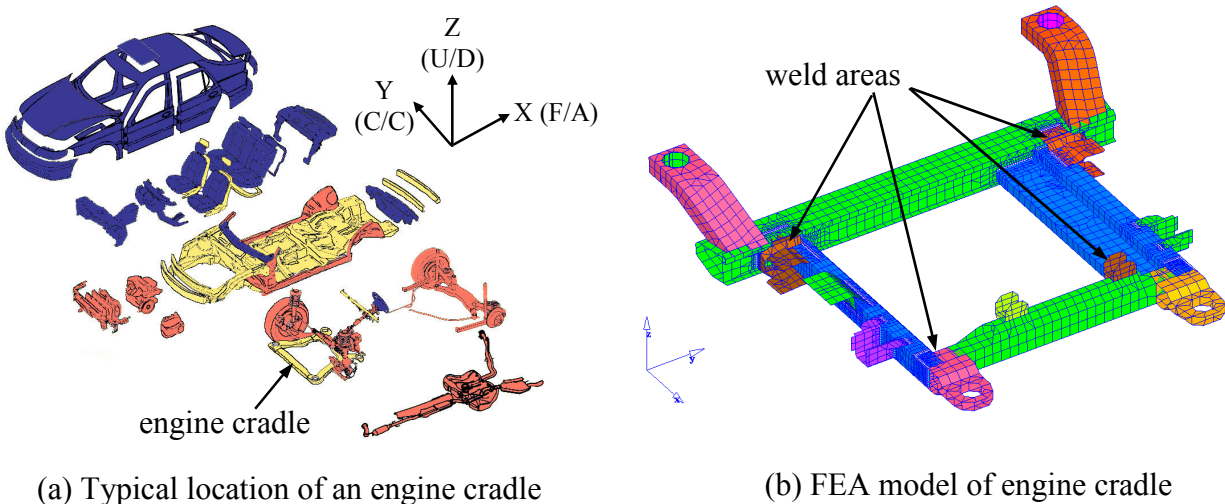 Z
(U/D)
Y
(C/C)
X (F/A)
engine cradle
(a) Typical location of an engine cradle
weld areas
z
y
x
(b) FEA model of engine cradle